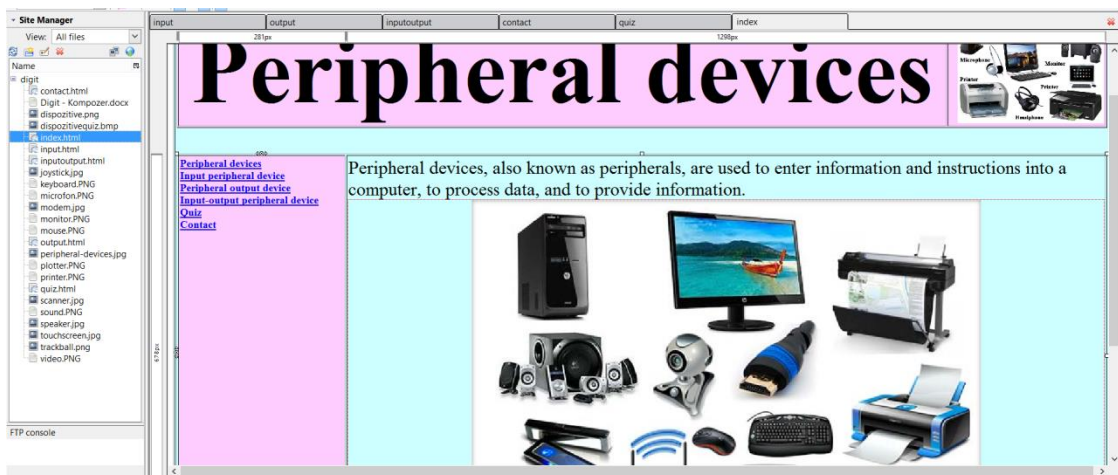 Site Manager
input
output
inputoutput
contact
quiz
index
View: All files
281px
1298px
Name
digit
contact.html
Digit - Kompozer.docx
dispozitive.png
dispozitivequiz.bmp
index.html
input.html
inputoutput.html
joystick.jpg
keyboard.PNG
microfon.PNG
modem.jpg
monitor.PNG
mouse.PNG
output.html
peripheral-devices.jpg
plotter.PNG
printer.PNG
quiz.html
scanner.jpg
sound.PNG
speaker.jpg
touchscreen.jpg
trackball.png
video.PNG
FTP console
Peripheral devices
Microphone
Monitor
Printer
Printer
Headphone
Peripheral devices
Input peripheral device
Peripheral output device
Input-output peripheral device
Quiz
Contact
Peripheral devices, also known as peripherals, are used to enter information and instructions into a
computer, to process data, and to provide information.
678px